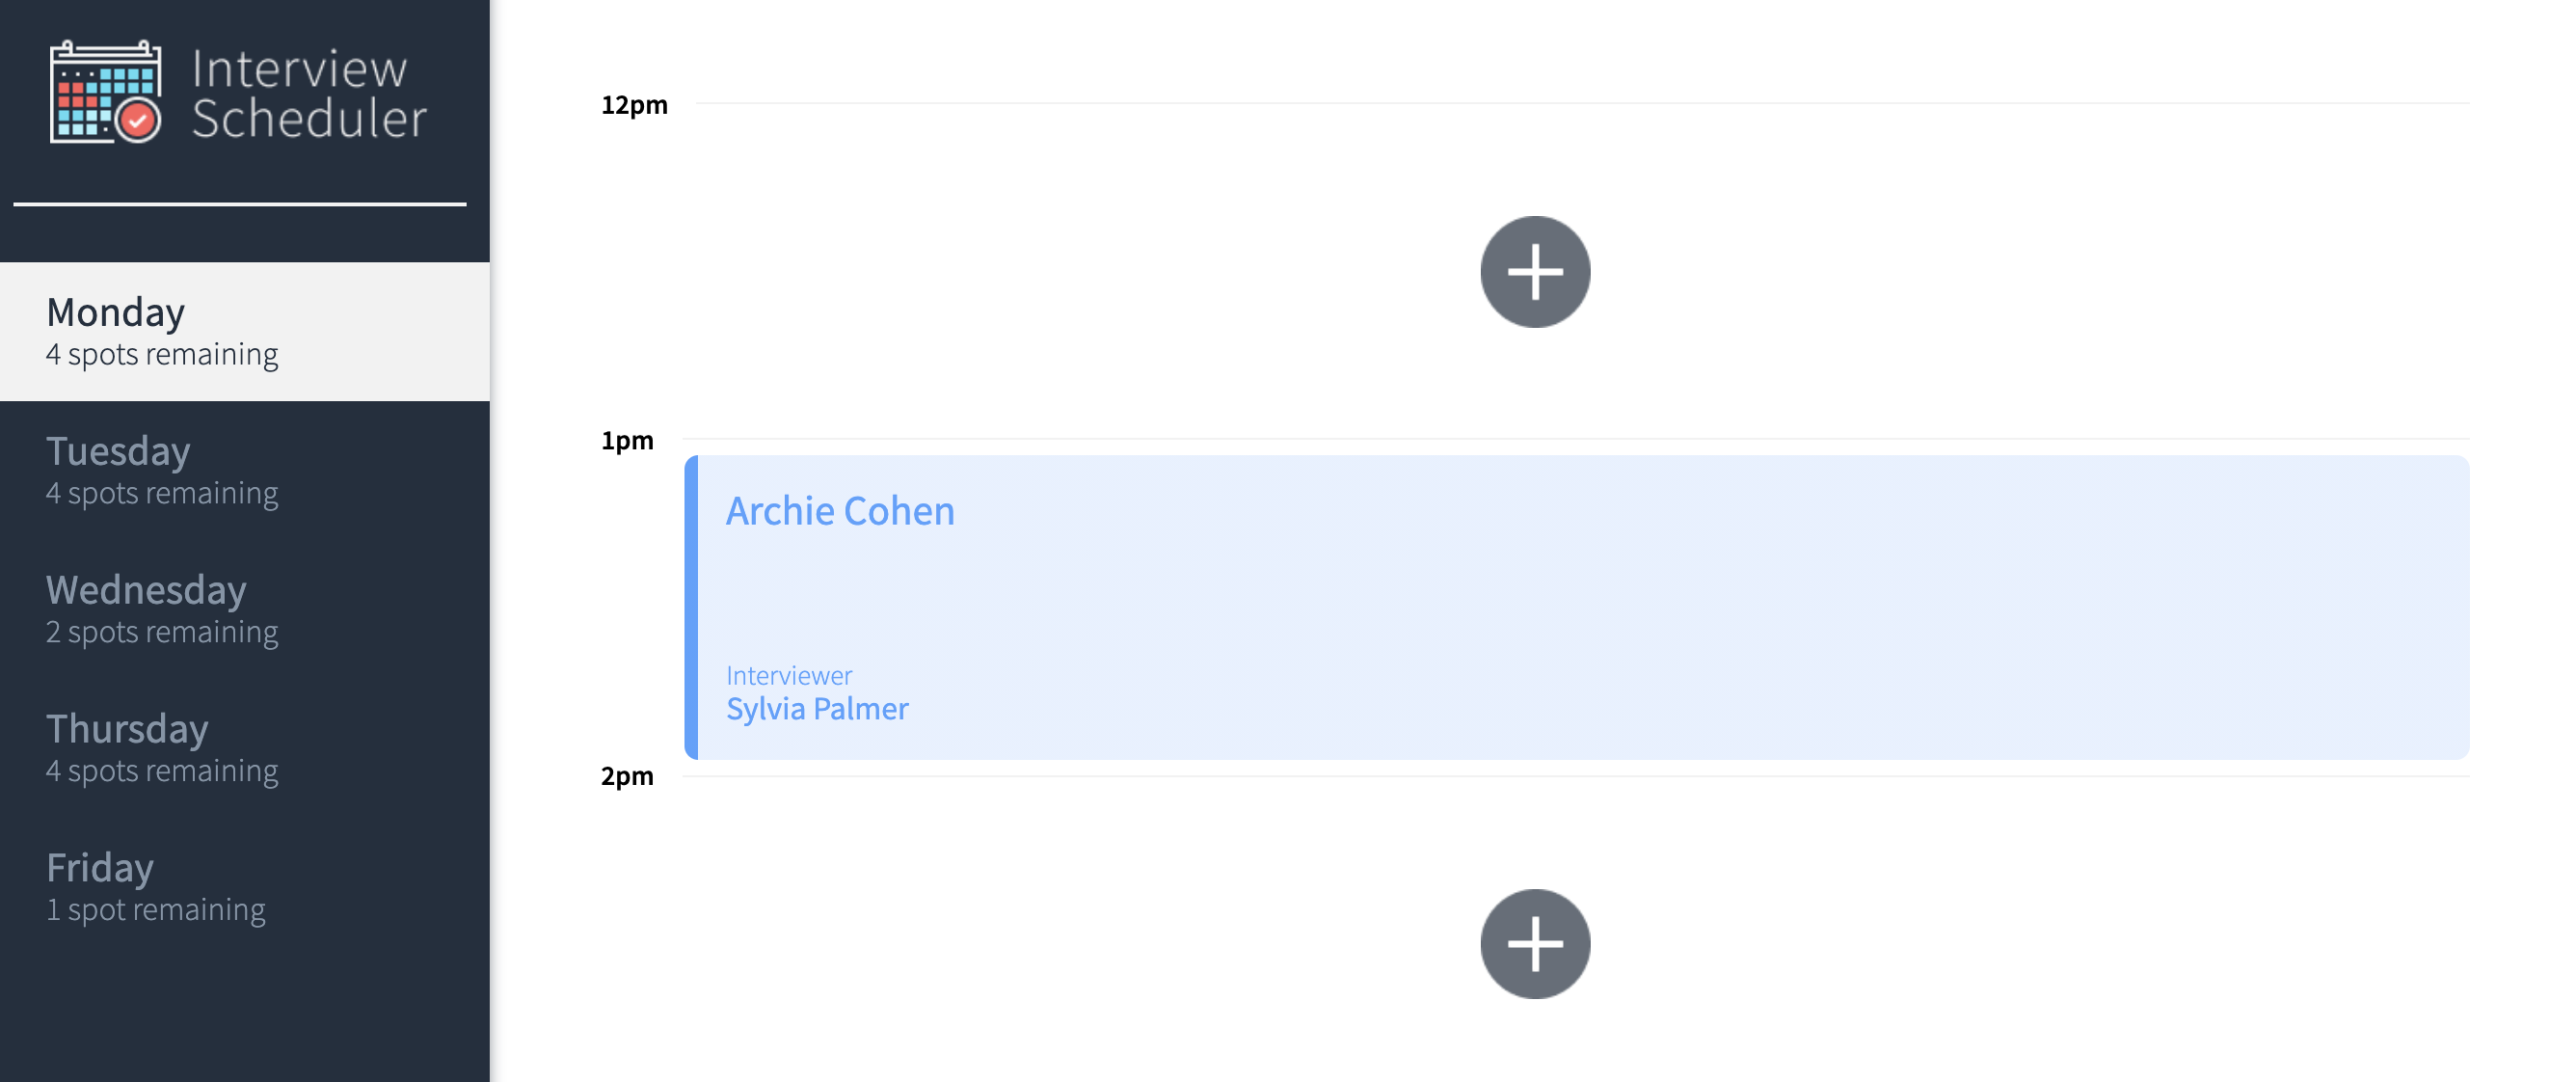 Interview
Scheduler
Monday
4 spots remaining
Tuesday
4 spots remaining
Wednesday
2 spots remaining
Thursday
4 spots remaining
Friday
1 spot remaining
12pm
1pm
Archie Cohen
Interviewer
Sylvia Palmer
2pm